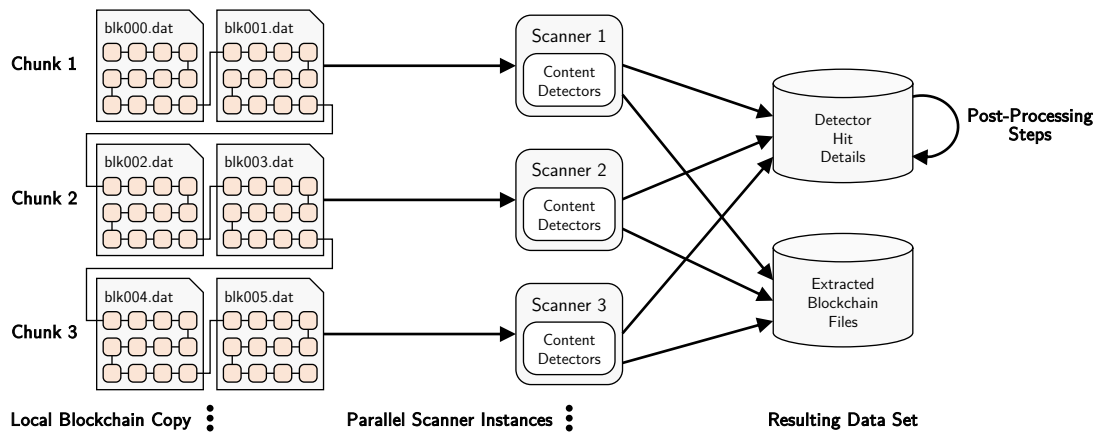 blk000.dat
blk001.dat
Chunk 1
Scanner 1
Content
Detectors
blk002.dat
blk003.dat
Chunk 2
Scanner 2
Content
Detectors
blk004.dat
blk005.dat
Chunk 3
Scanner 3
Content
Detectors
Detector
Hit
Details
Post-Processing
Steps
Extracted
Blockchain
Files
Local Blockchain Copy
Parallel Scanner Instances
Resulting Data Set